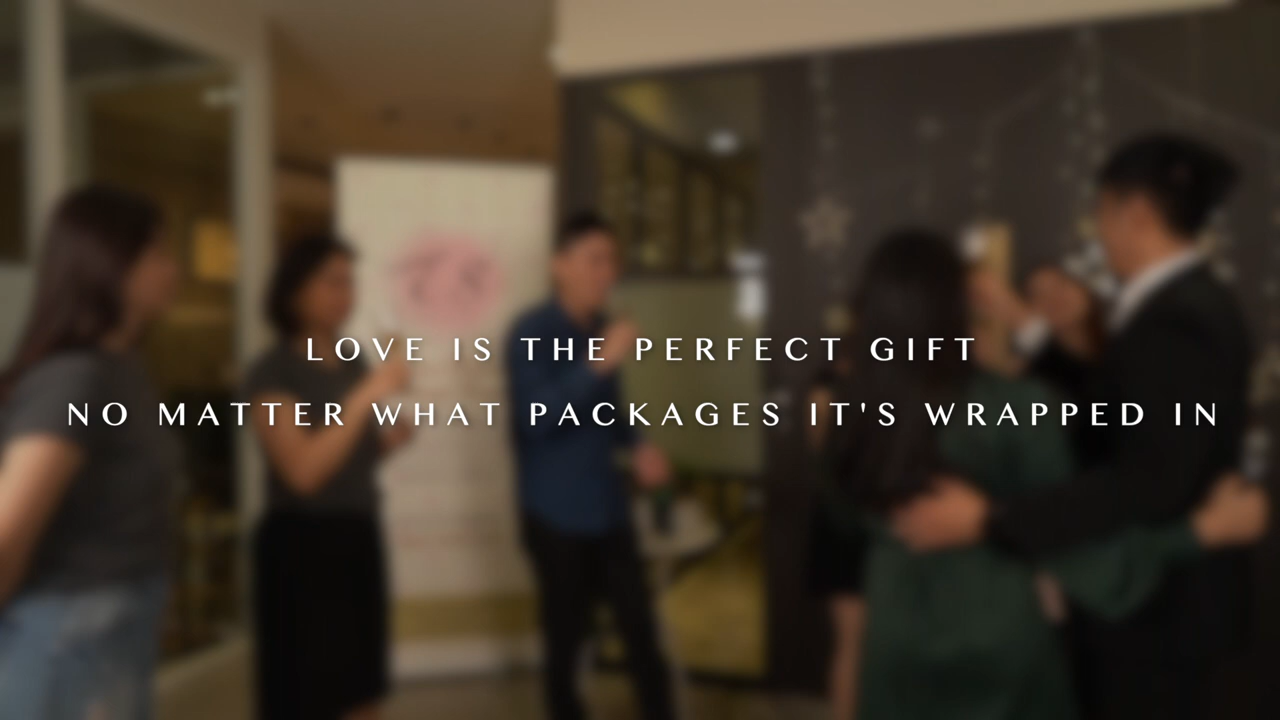 LOVE IS THE PERFECT GIFT
NO MATTER WHAT PACKAGES IT'S WRAPPED IN